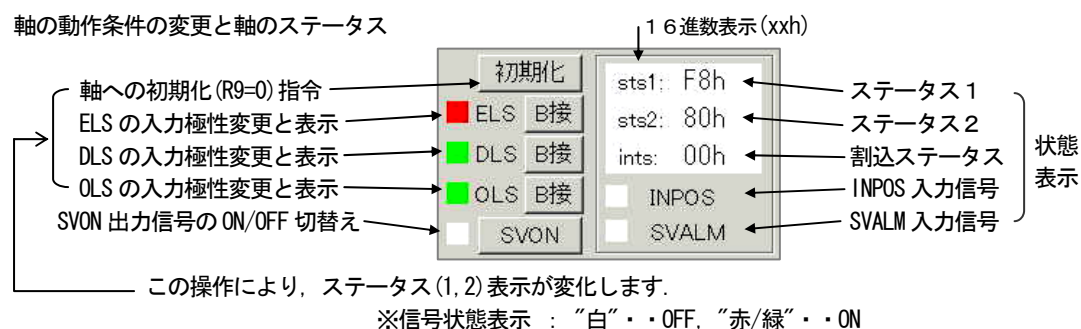 軸の動作条件の変更と軸のステータス
16進数表示(xxh)
軸への初期化(R9=0)指令
ELSの入力極性変更と表示
DLSの入力極性変更と表示
OLSの入力極性変更と表示
SVON出力信号のON/OFF切替え
初期化
ELS B接
DLS B接
OLS B接
SVON
sts1: F8h
sts2: 80h
ints: 00h
INPOS
SVALM
ステータス1
ステータス2
割込ステータス
INPOS入力信号
SVALM入力信号
状態
表示
この操作により, ステータス(1,2)表示が変化します.
※信号状態表示 : "白"・・OFF, "赤/緑"・・ON